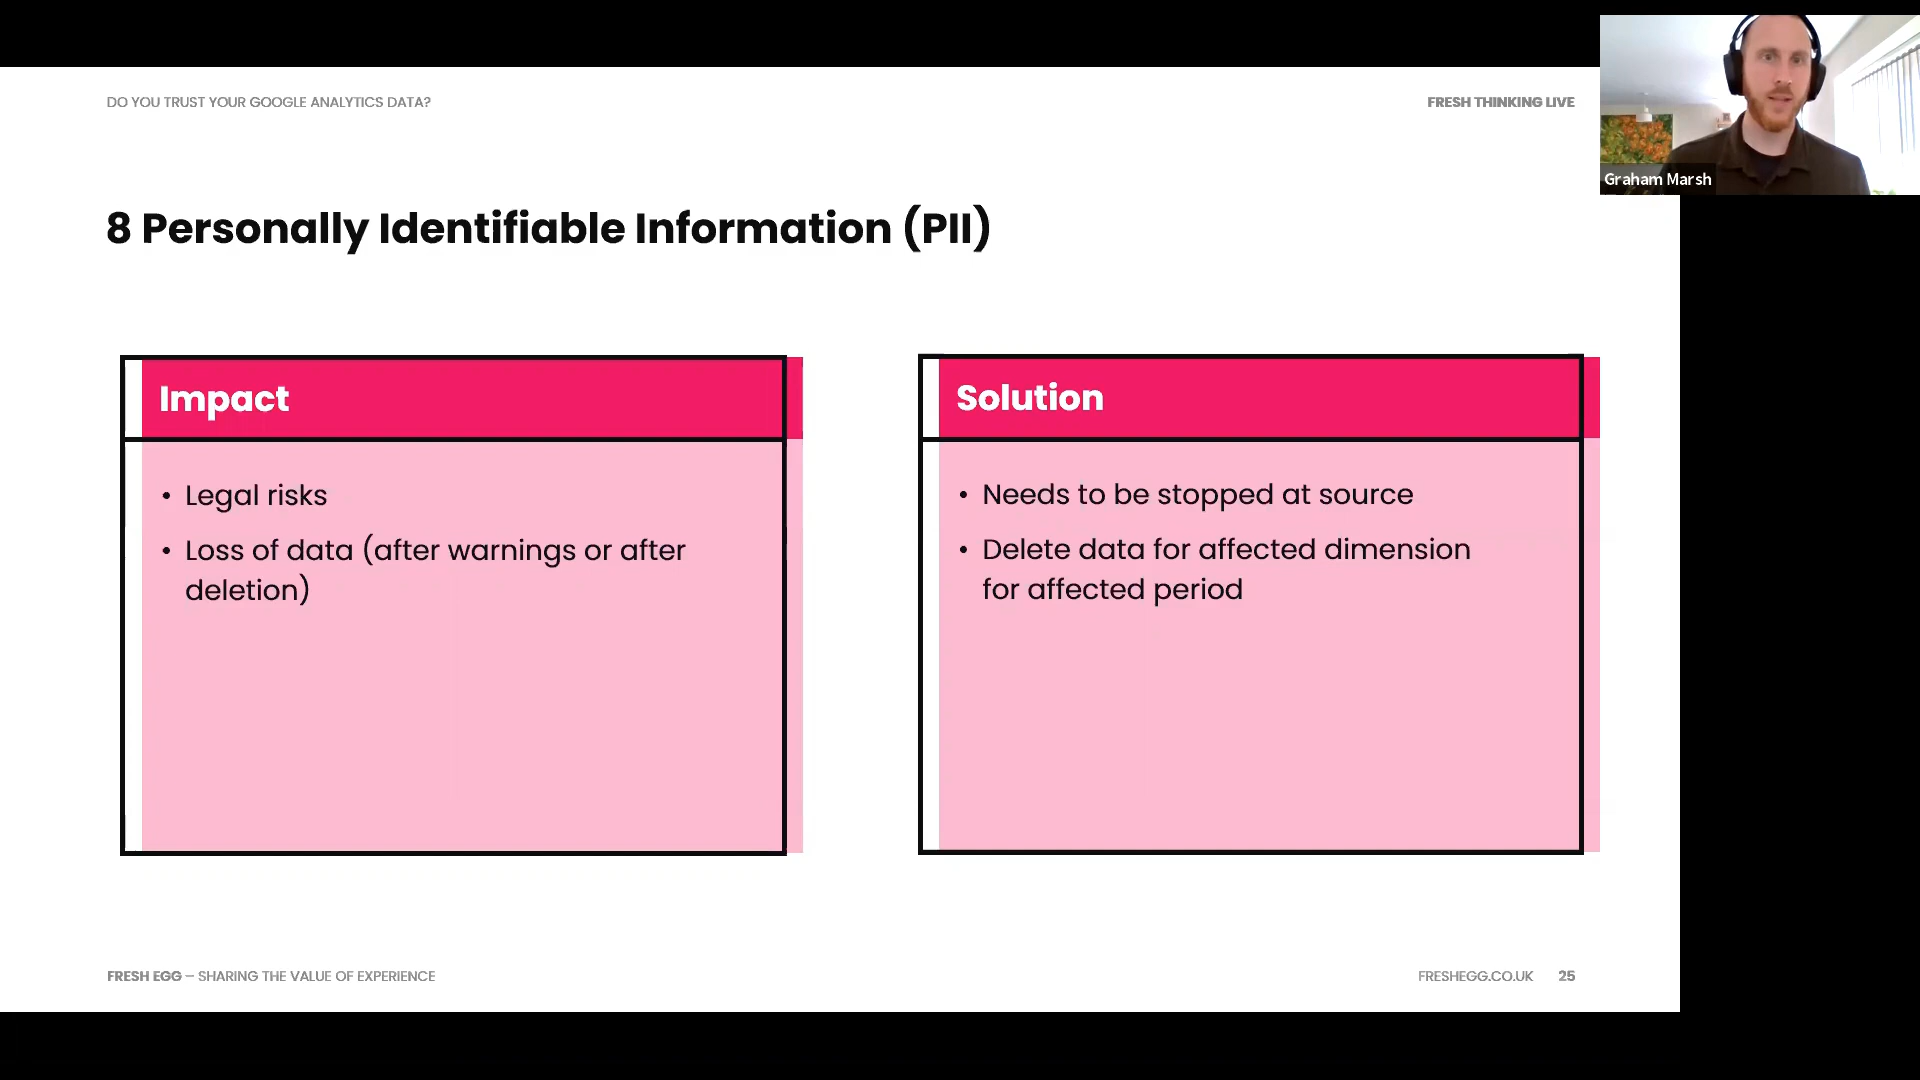 DO YOU TRUST YOUR GOOGLE ANALYTICS DATA?
FRESH THINKING LIVE
Graham Marsh
8 Personally Identifiable Information (PII)
Impact
• Legal risks
• Loss of data (after warnings or after
deletion)
Solution
• Needs to be stopped at source
• Delete data for affected dimension
for affected period
FRESH EGG – SHARING THE VALUE OF EXPERIENCE
FRESHEGG.CO.UK 25